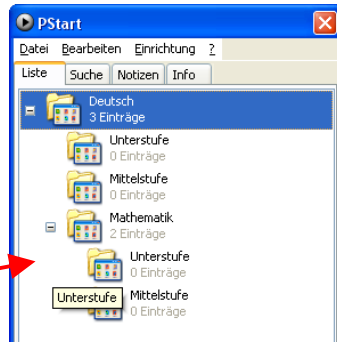 PStart
Datei Bearbeiten Einrichtung ?
Liste Suche Notizen Info
Deutsch
3 Einträge
Unterstufe
0 Einträge
Mittelstufe
0 Einträge
Mathematik
2 Einträge
Unterstufe
0 Einträge
Unterstufe Mittelstufe
0 Einträge